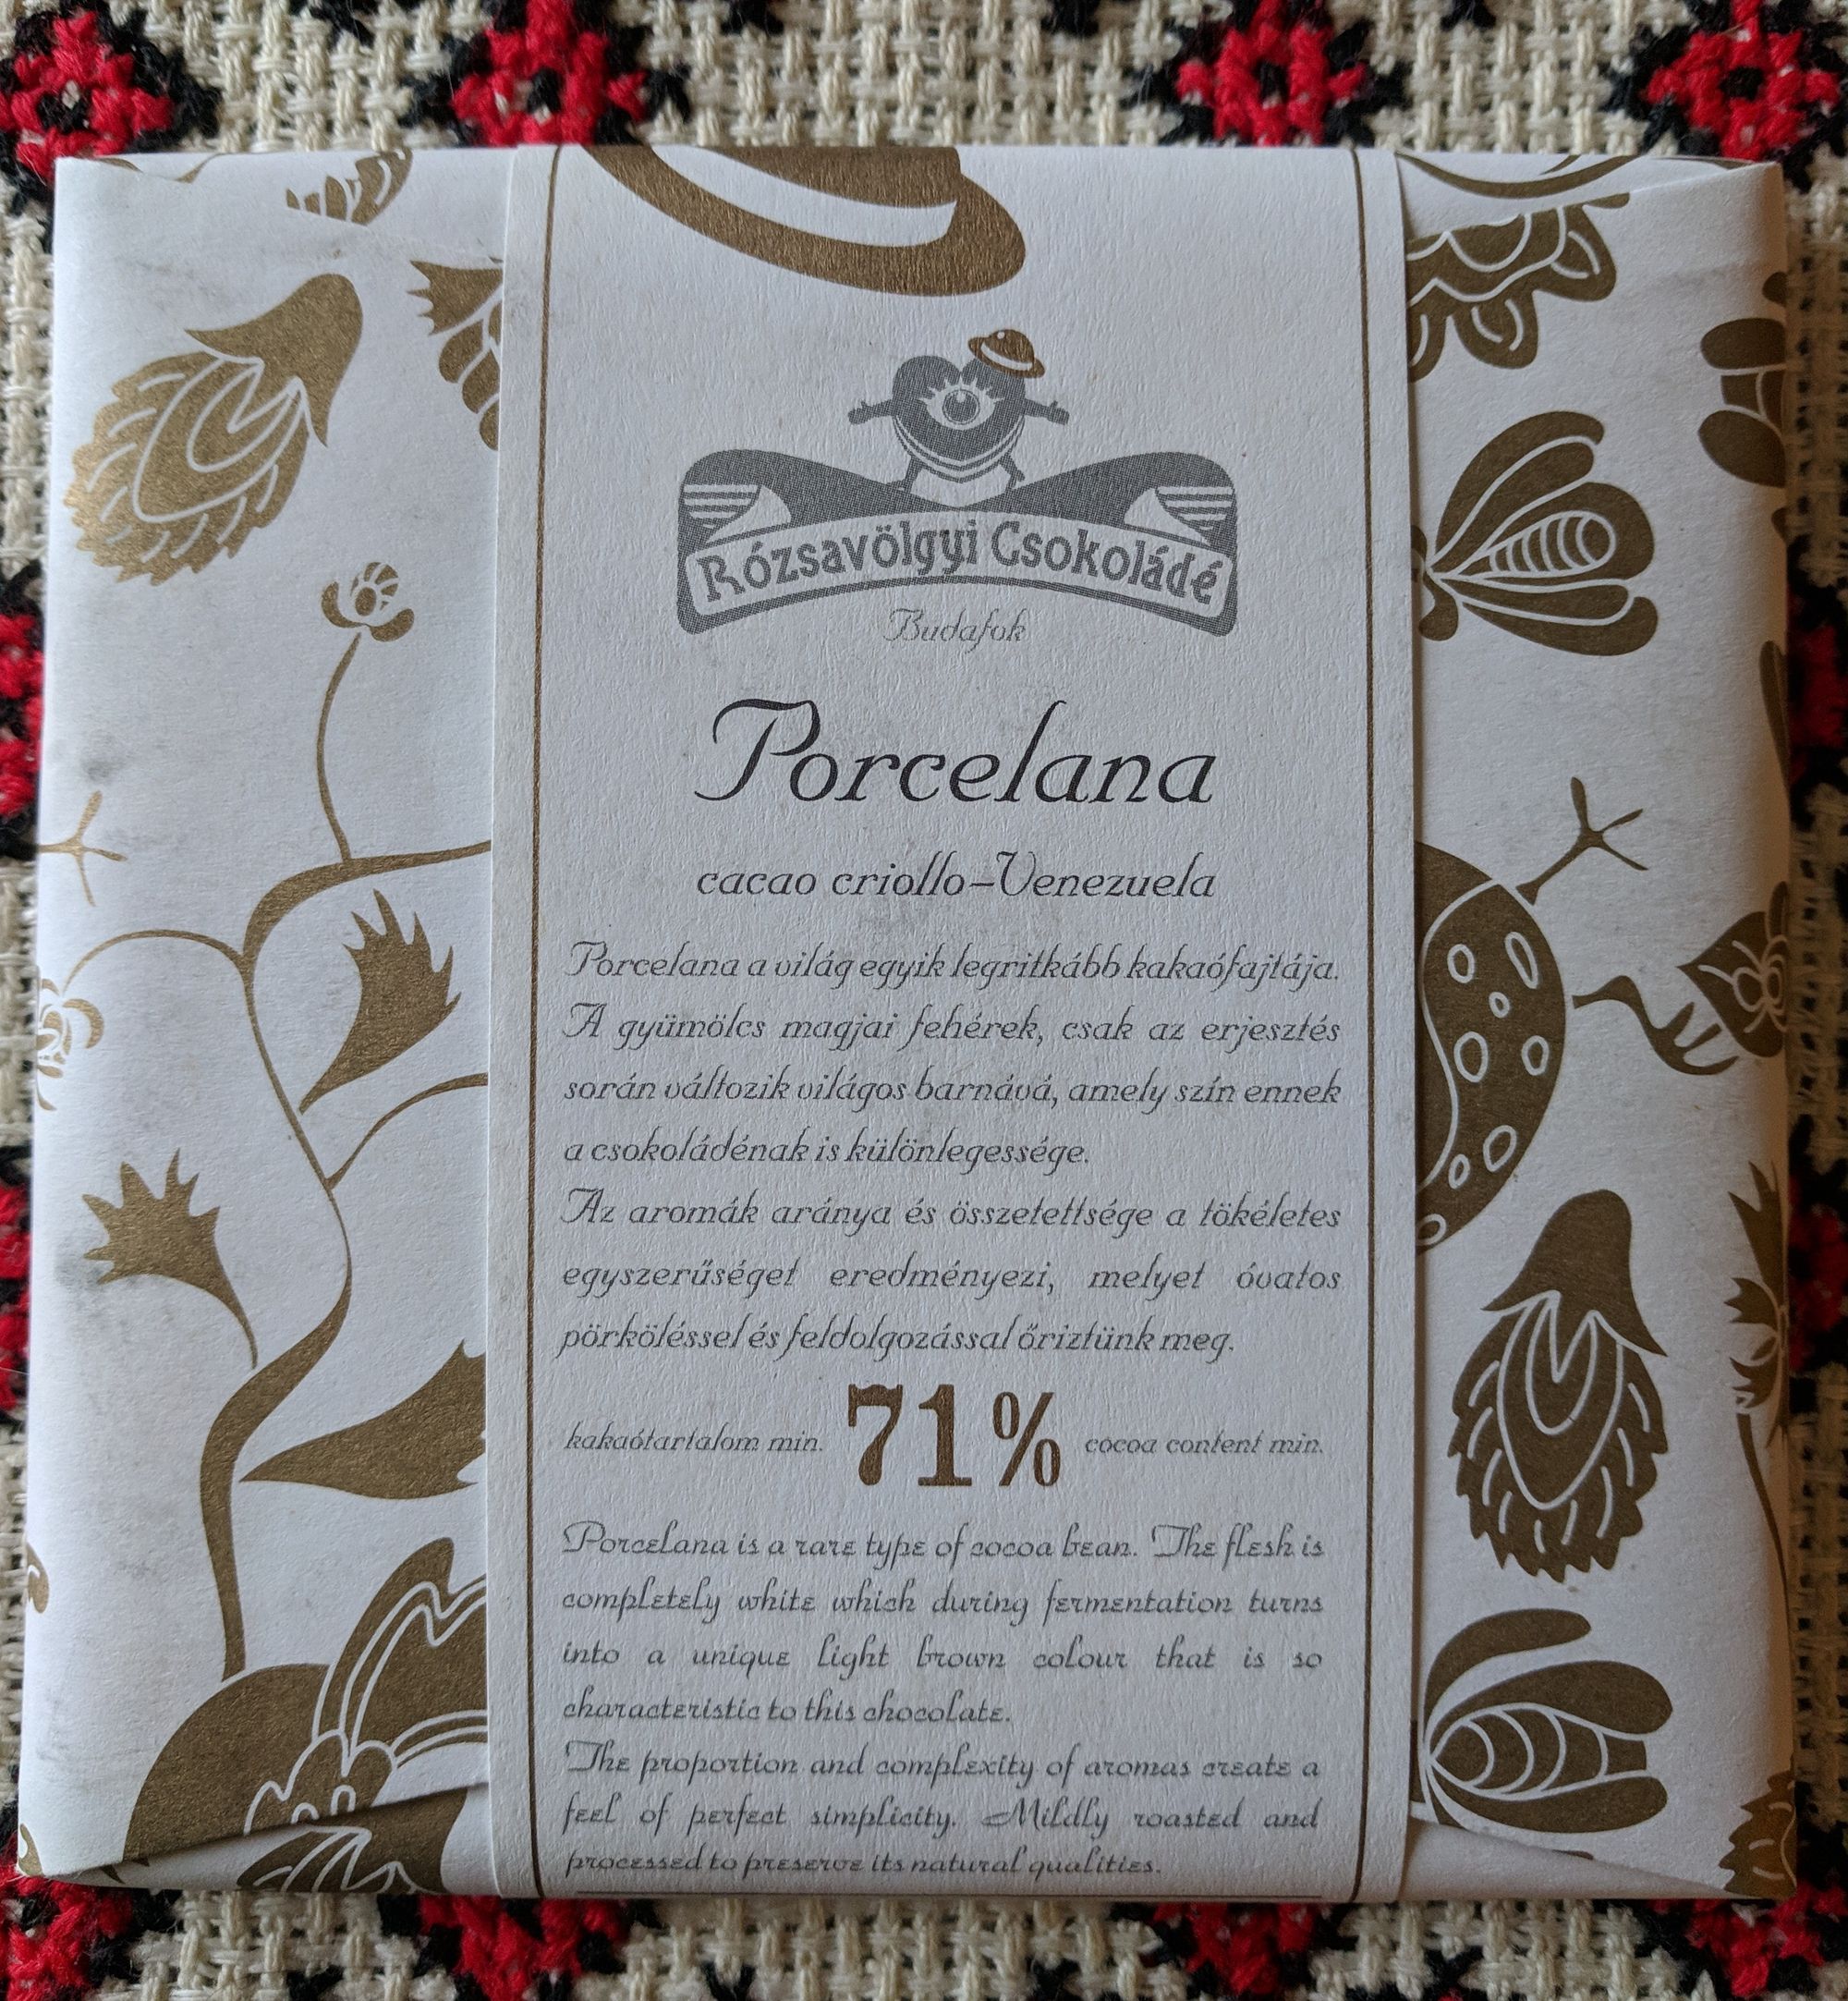 Rózsavölgyi Csokoládé
Budafok
Porcelana
cacao criollo–Venezuela
Porcelana a világ egyik legritkább kakaófajtája.
A gyümölcs magjai fehérek, csak az erjesztés
során változik világos barnává, amely szín ennek
a csokoládénak is különlegessége.
Az aromák aránya és összetettsége a tökéletes
egyszerűséget eredményezi, melyet óvatos
pörköléssel és feldolgozással őriztünk meg.
kakaótartalom min. 71% cocoa content min.
Porcelana is a rare type of cocoa bean. The flesh is
completely white which during fermentation turns
into a unique light brown colour that is so
characteristic to this chocolate.
The proportion and complexity of aromas create a
feel of perfect simplicity. Mildly roasted and
processed to preserve its natural qualities.